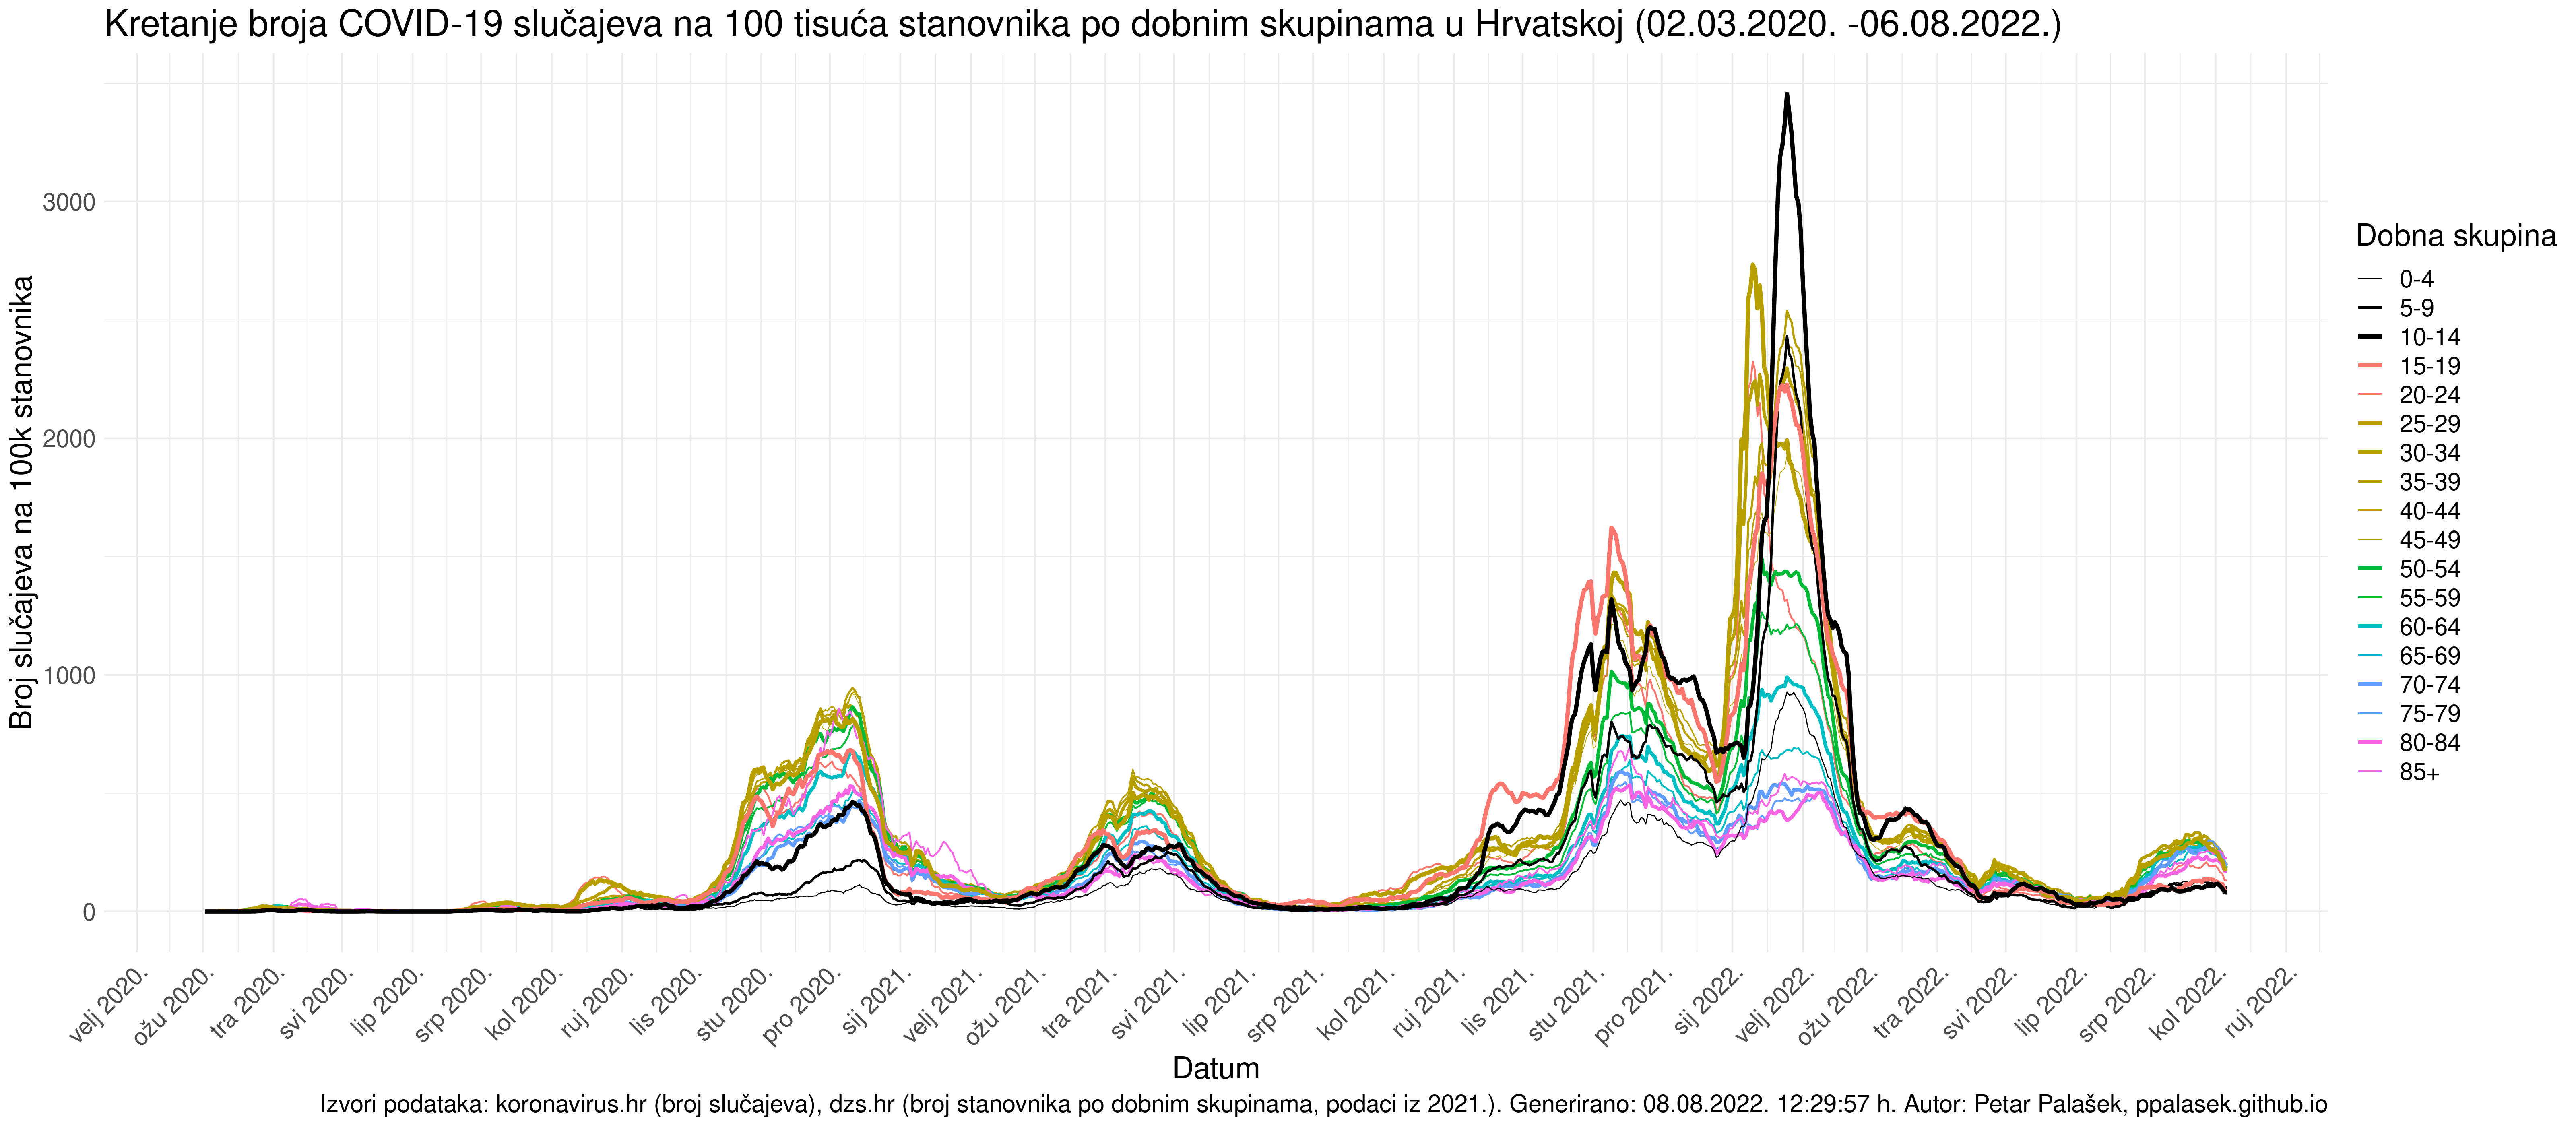 Kretanje broja COVID-19 slučajeva na 100 tisuća stanovnika po dobnim skupinama u Hrvatskoj (02.03.2020. -06.08.2022.)
Broj slučajeva na 100k stanovnika
3000
2000
1000
0
velj 2020.
ožu 2020.
tra 2020.
svi 2020.
lip 2020.
srp 2020.
kol 2020.
ruj 2020.
lis 2020.
stu 2020.
pro 2020.
sij 2021.
velj 2021.
ožu 2021.
tra 2021.
svi 2021.
lip 2021.
srp 2021.
kol 2021.
ruj 2021.
lis 2021.
stu 2021.
pro 2021.
sij 2022.
velj 2022.
ožu 2022.
tra 2022.
svi 2022.
lip 2022.
srp 2022.
kol 2022.
ruj 2022.
Datum
Dobna skupina
0-4
5-9
10-14
15-19
20-24
25-29
30-34
35-39
40-44
45-49
50-54
55-59
60-64
65-69
70-74
75-79
80-84
85+
Izvori podataka: koronavirus.hr (broj slučajeva), dzs.hr (broj stanovnika po dobnim skupinama, podaci iz 2021.). Generirano: 08.08.2022. 12:29:57 h. Autor: Petar Palašek, ppalasek.github.io